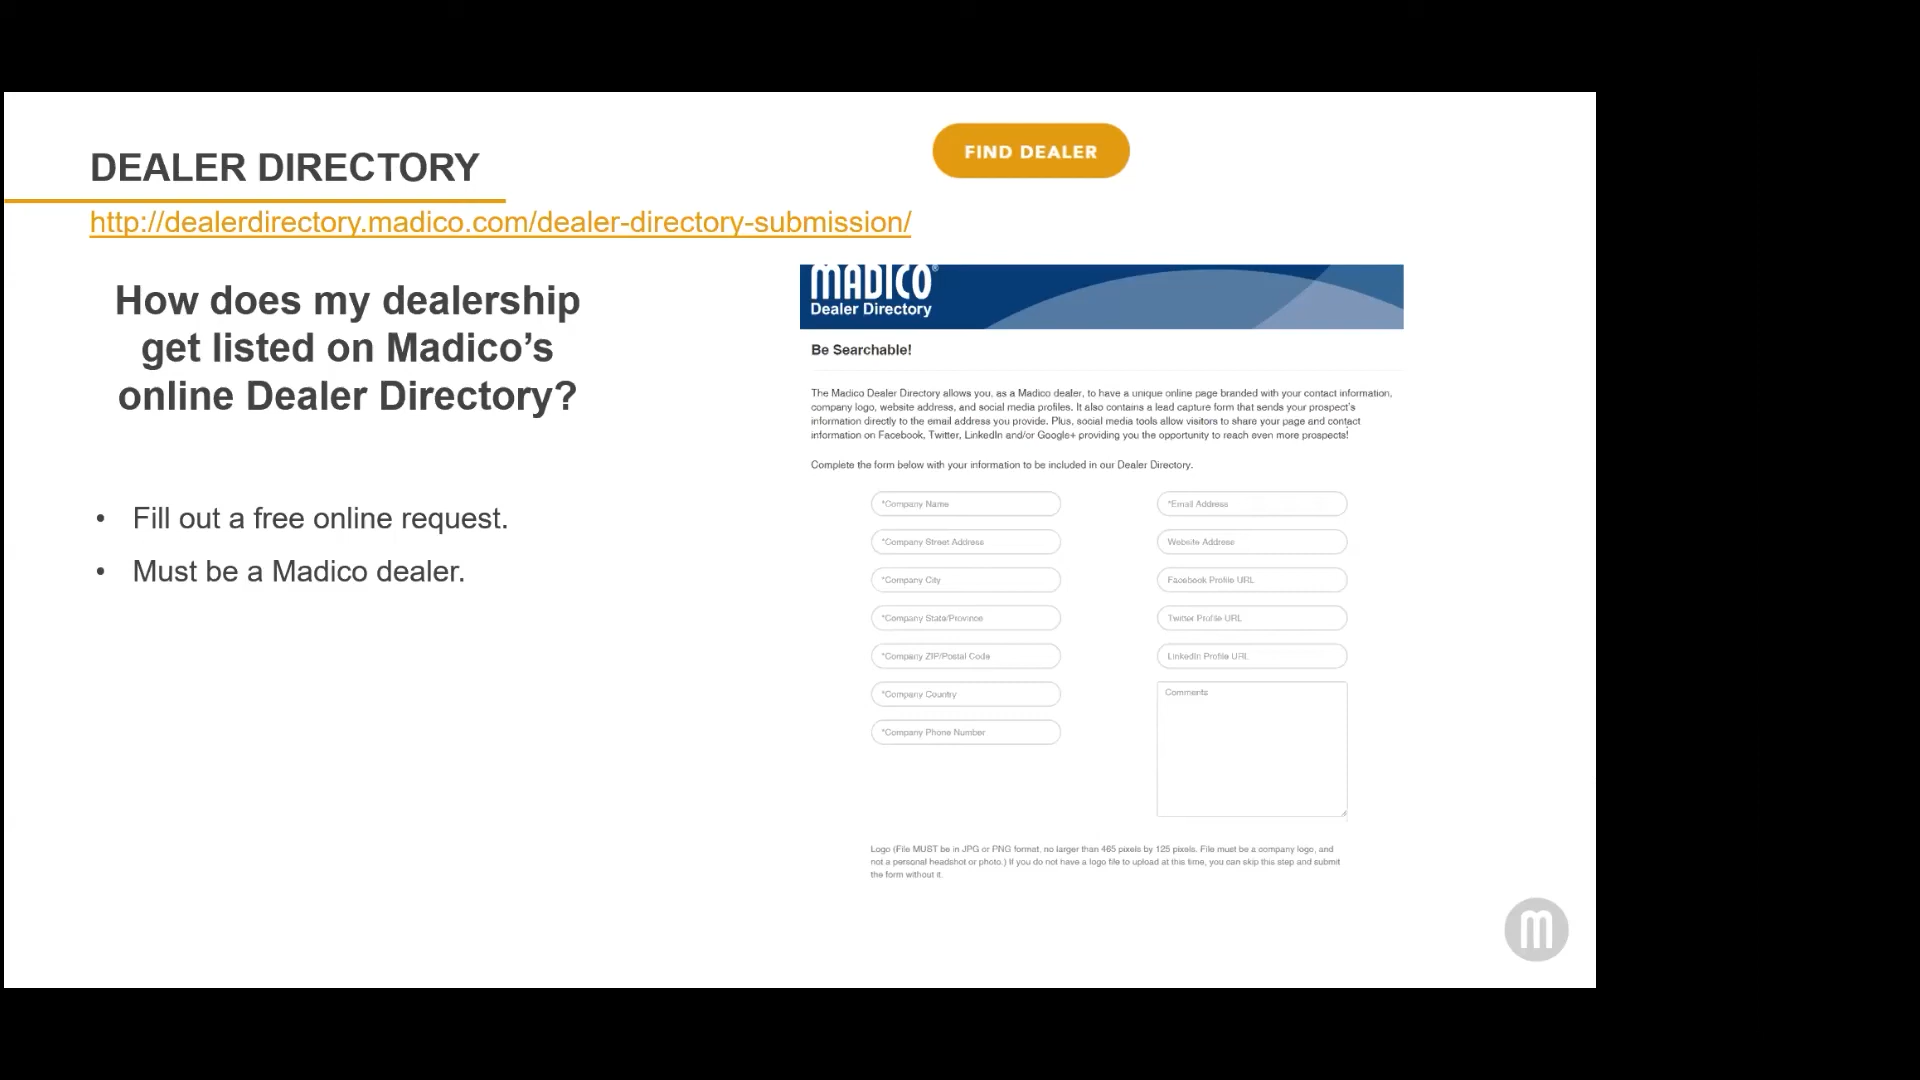 DEALER DIRECTORY
FIND DEALER
http://dealerdirectory.madico.com/dealer-directory-submission/
How does my dealership
get listed on Madico’s
online Dealer Directory?
• Fill out a free online request.
• Must be a Madico dealer.
MADICO®
Dealer Directory
Be Searchable!
The Madico Dealer Directory allows you, as a Madico dealer, to have a unique online page branded with your contact information,
company logo, website address, and social media profiles. It also contains a lead capture form that sends your prospect's
information directly to the email address you provide. Plus, social media tools allow visitors to share your page and contact
information on Facebook, Twitter, LinkedIn and/or Google+ providing you the opportunity to reach even more prospects!
Complete the form below with your information to be included in our Dealer Directory.
*Company Name
*Company Street Address
*Company City
*Company State/Province
*Company ZIP/Postal Code
*Company Country
*Company Phone Number
*Email Address
Website Address
Facebook Profile URL
Twitter Profile URL
LinkedIn Profile URL
Comments
Logo (File MUST be in JPG or PNG format, no larger than 465 pixels by 125 pixels. File must be a company logo, and
not a personal headshot or photo.) If you do not have a logo file to upload at this time, you can skip this step and submit
the form without it.
m